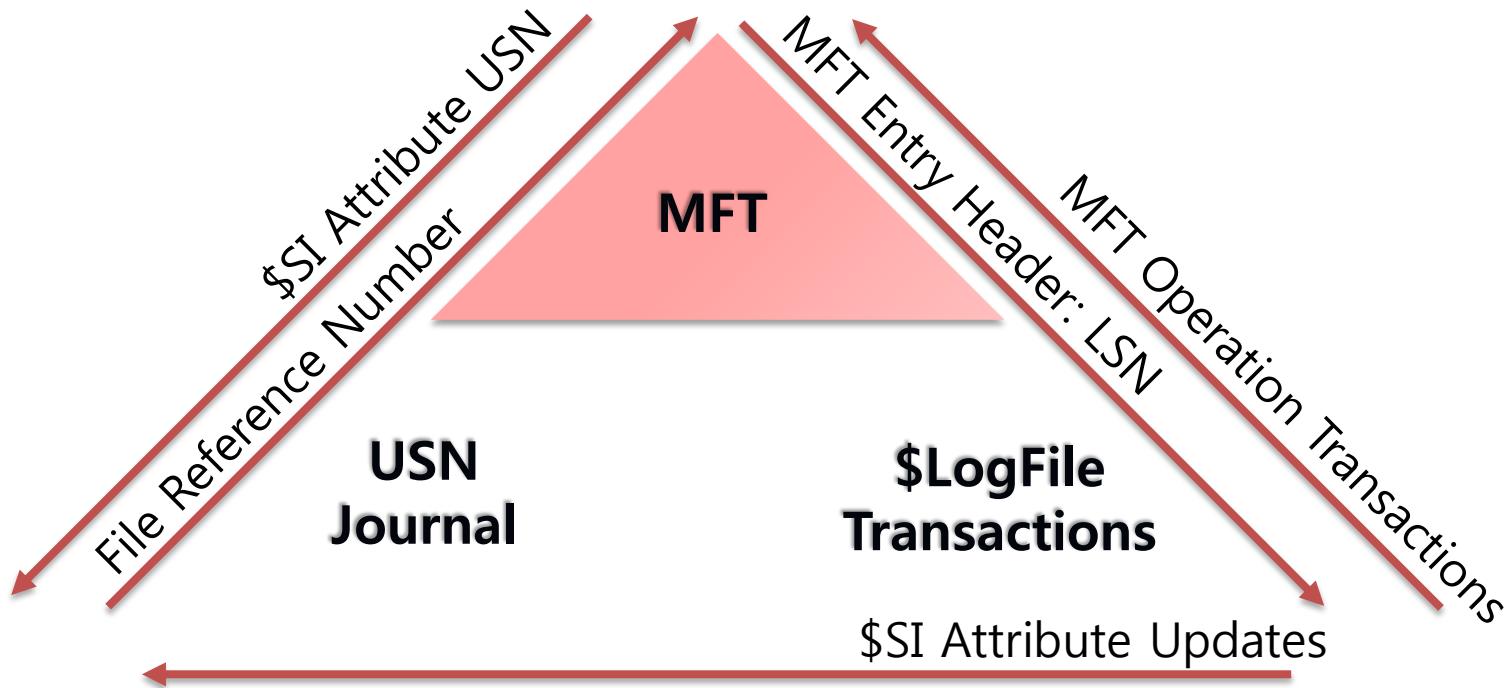 $SI Attribute USN
File Reference Number
MFT
MFT Entry Header: LSN
MFT Operation Transactions
USN
Journal
$LogFile
Transactions
$SI Attribute Updates